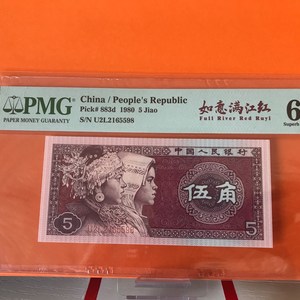 PMG
PAPER MONEY GUARANTY
China / People's Republic
Pick# 883d 1980 5 Jiao
S/N U2L2165598
如意满江红
Full River Red Ruyi
6
Superb
中国人民银行
伍角
5
5